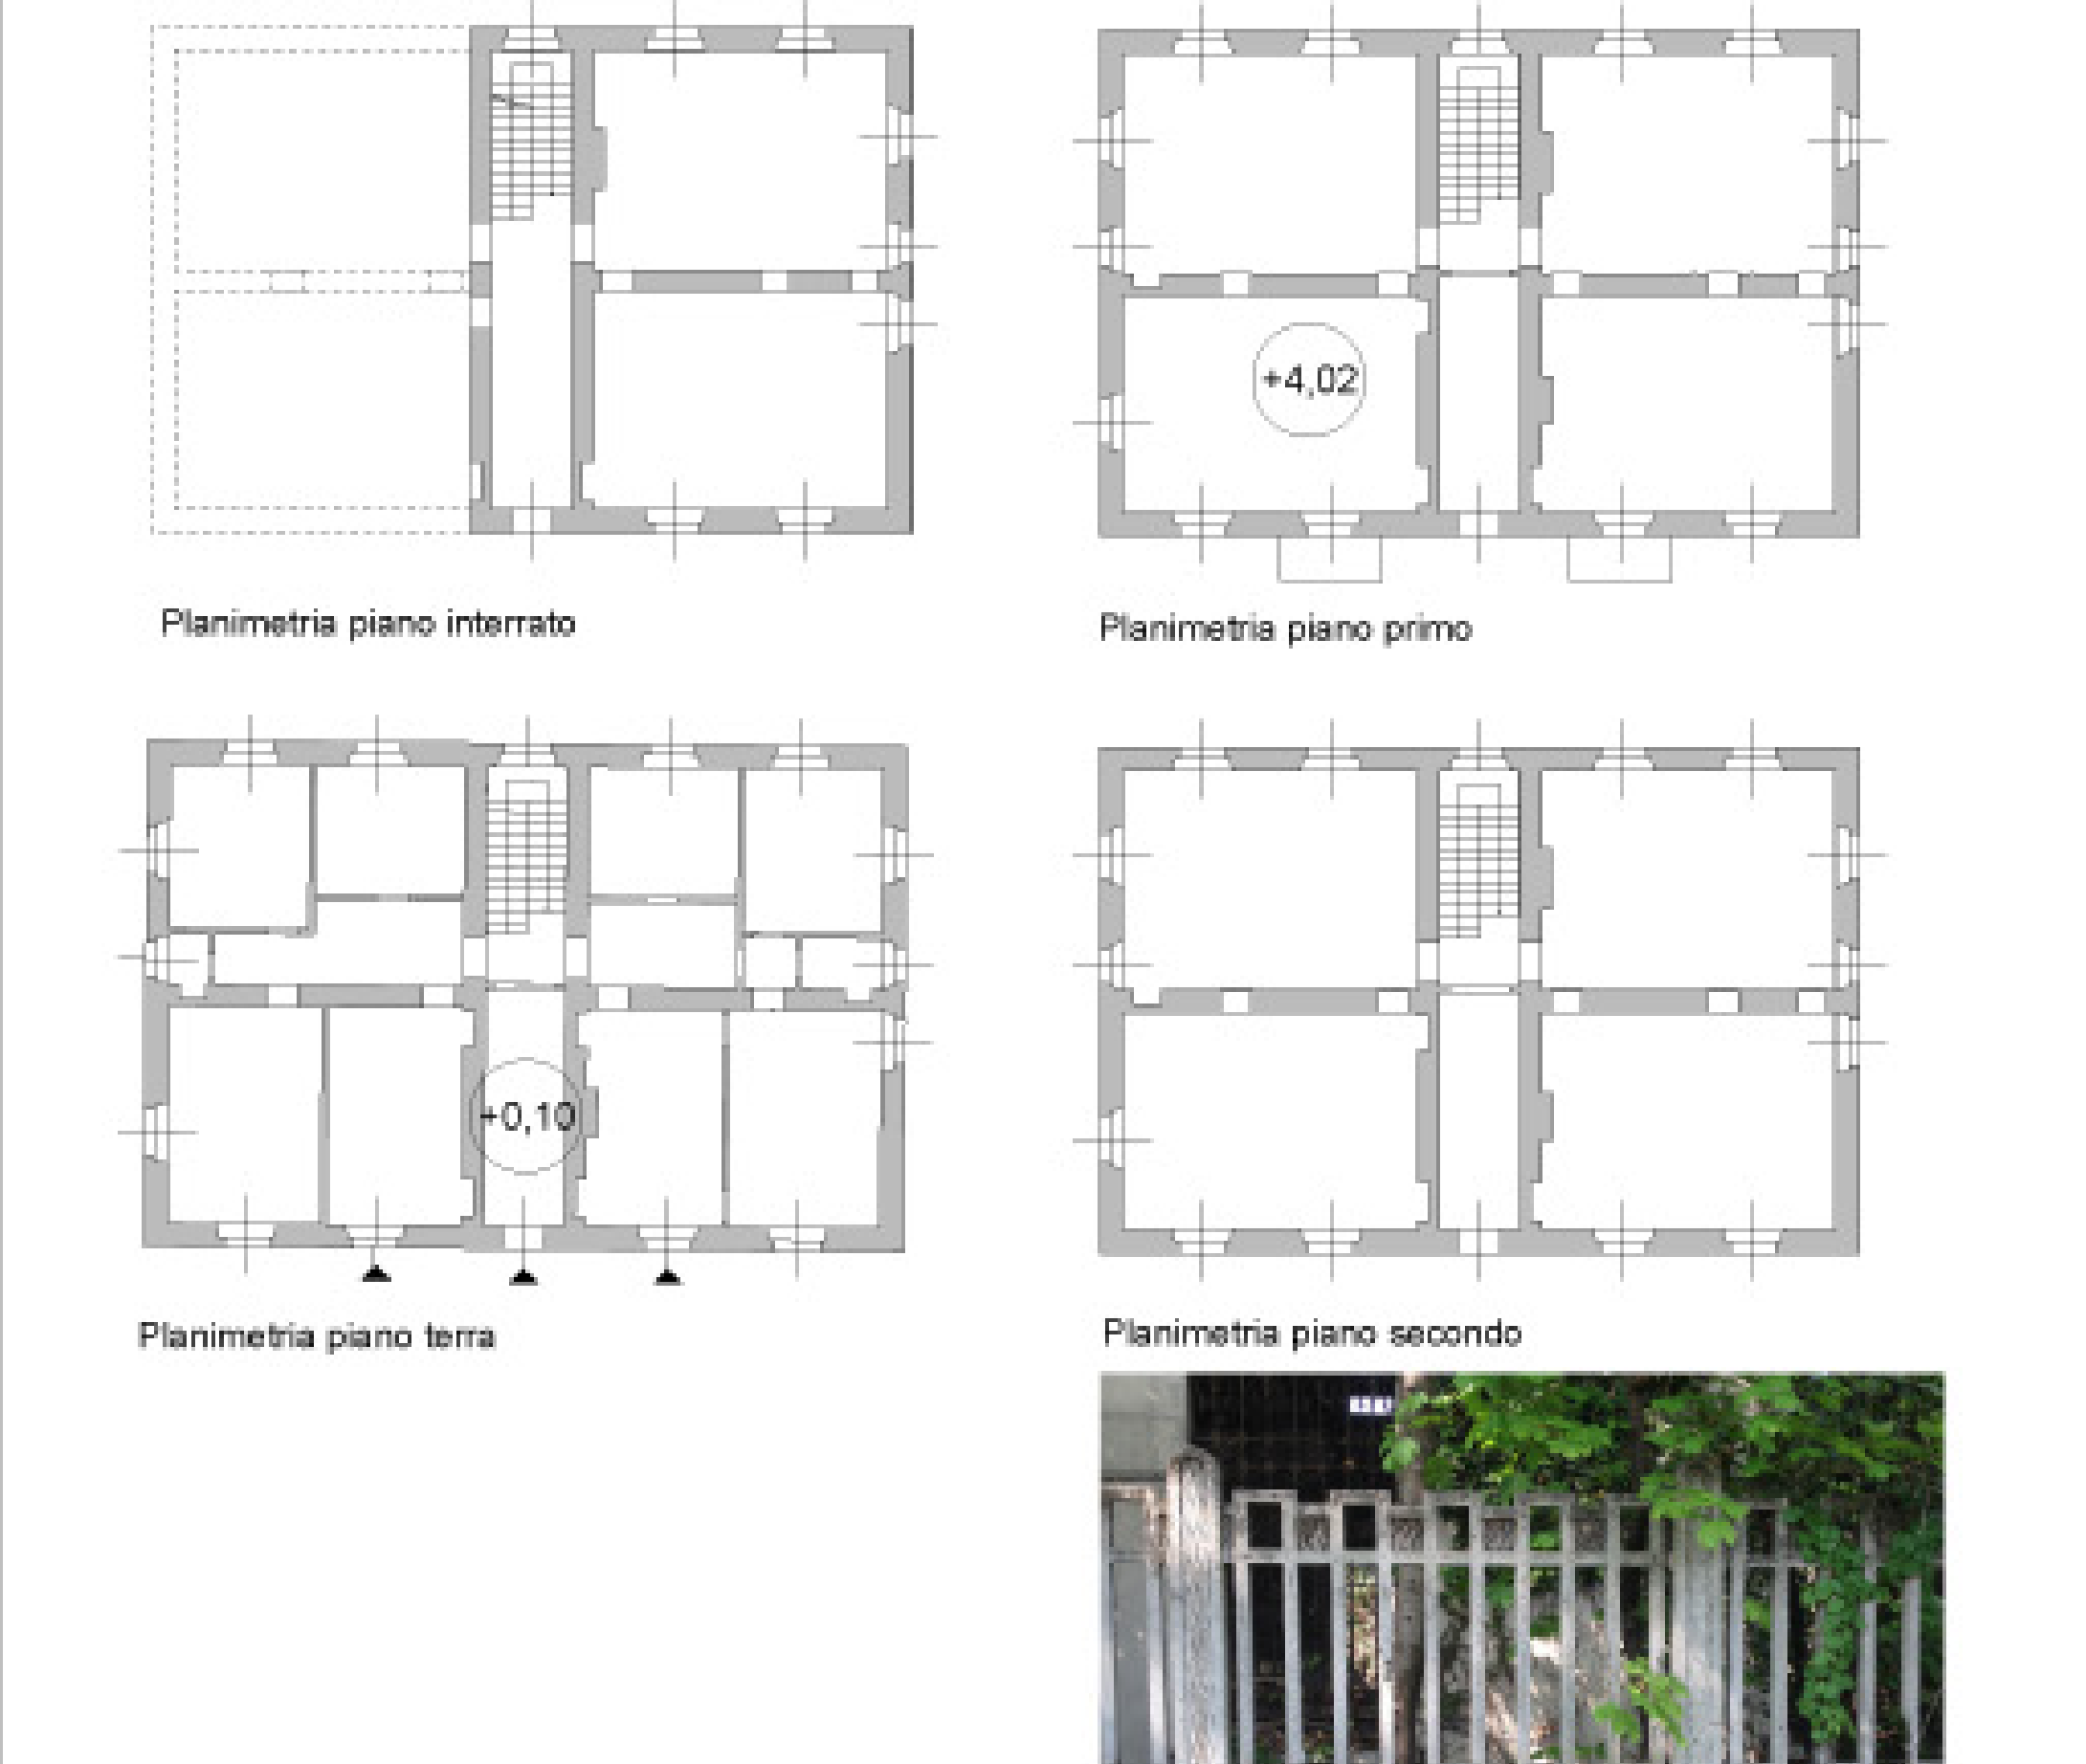 +4,02
Planimetria piano interrato
Planimetria piano primo
+0,10
Planimetria piano terra
Planimetria piano secondo